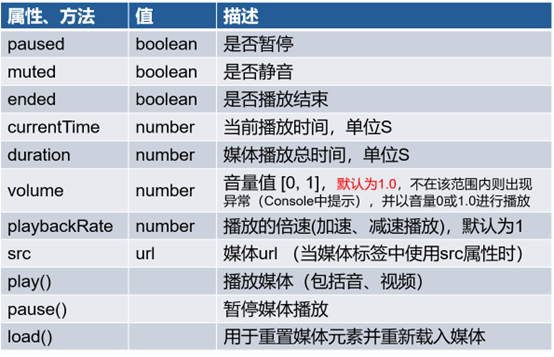 属性、方法 值 描述
paused boolean 是否暂停
muted boolean 是否静音
ended boolean 是否播放结束
currentTime number 当前播放时间，单位S
duration number 媒体播放总时间，单位S
volume number 音量值 [0, 1]，默认为1.0，不在该范围内则出现
异常（Console中提示），并以音量0或1.0进行播放
playbackRate number 播放的倍速(加速、减速播放)，默认为1
src url 媒体url （当媒体标签中使用src属性时）
play() 播放媒体（包括音、视频）
pause() 暂停媒体播放
load() 用于重置媒体元素并重新载入媒体